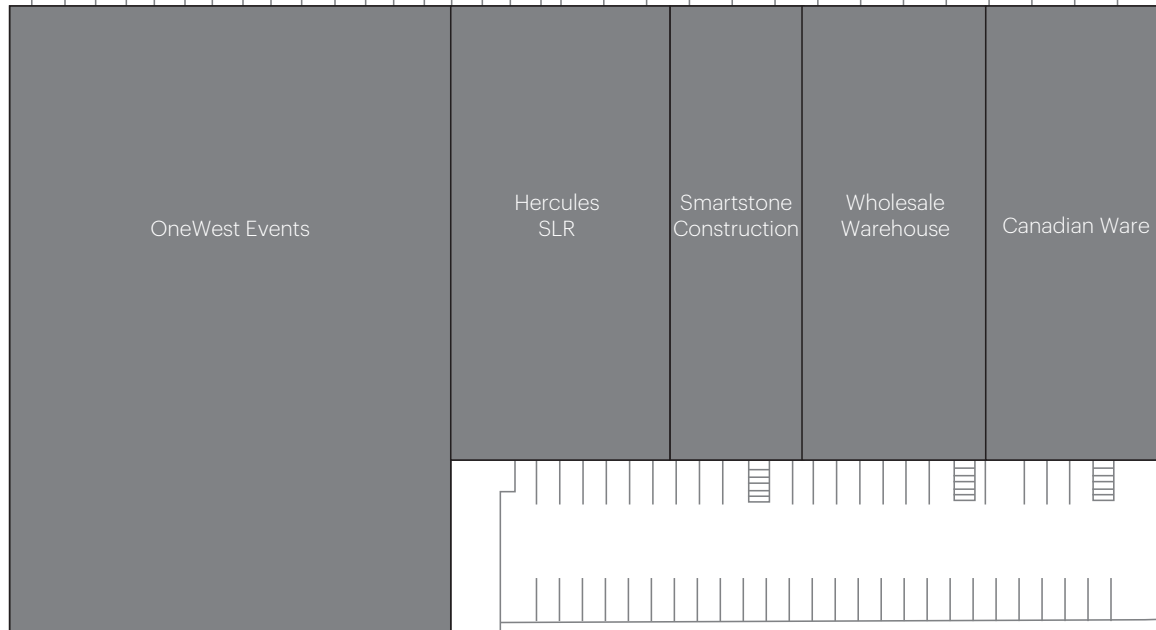 OneWest Events
Hercules
SLR
Smartstone
Construction
Wholesale
Warehouse
Canadian Ware